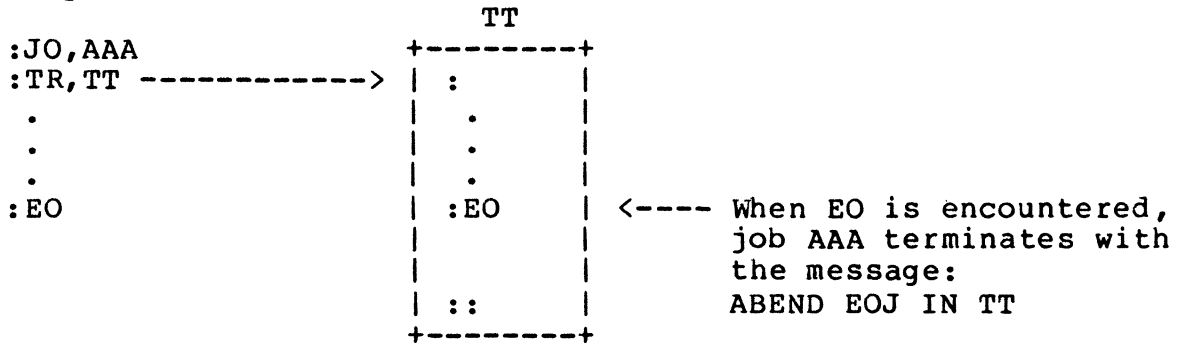 TT
:JO,AAA                  +---------+
:TR,TT ------------->    |  :      |
 .                       |   .     |
 .                       |   .     |
 .                       |   .     |
:EO                      |  :EO    | <---- When EO is encountered,
                         |         |       job AAA terminates with
                         |         |       the message:
                         |  ::     |       ABEND EOJ IN TT
                         +---------+